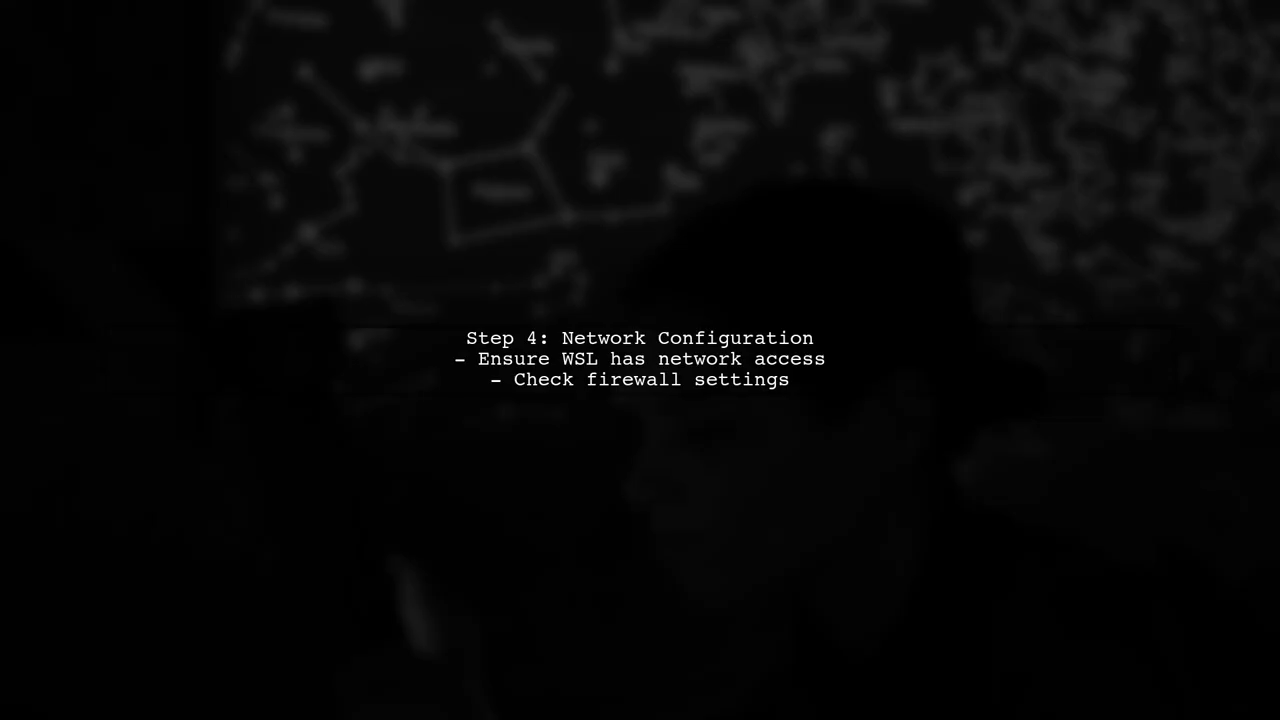 Step 4: Network Configuration
- Ensure WSL has network access
- Check firewall settings